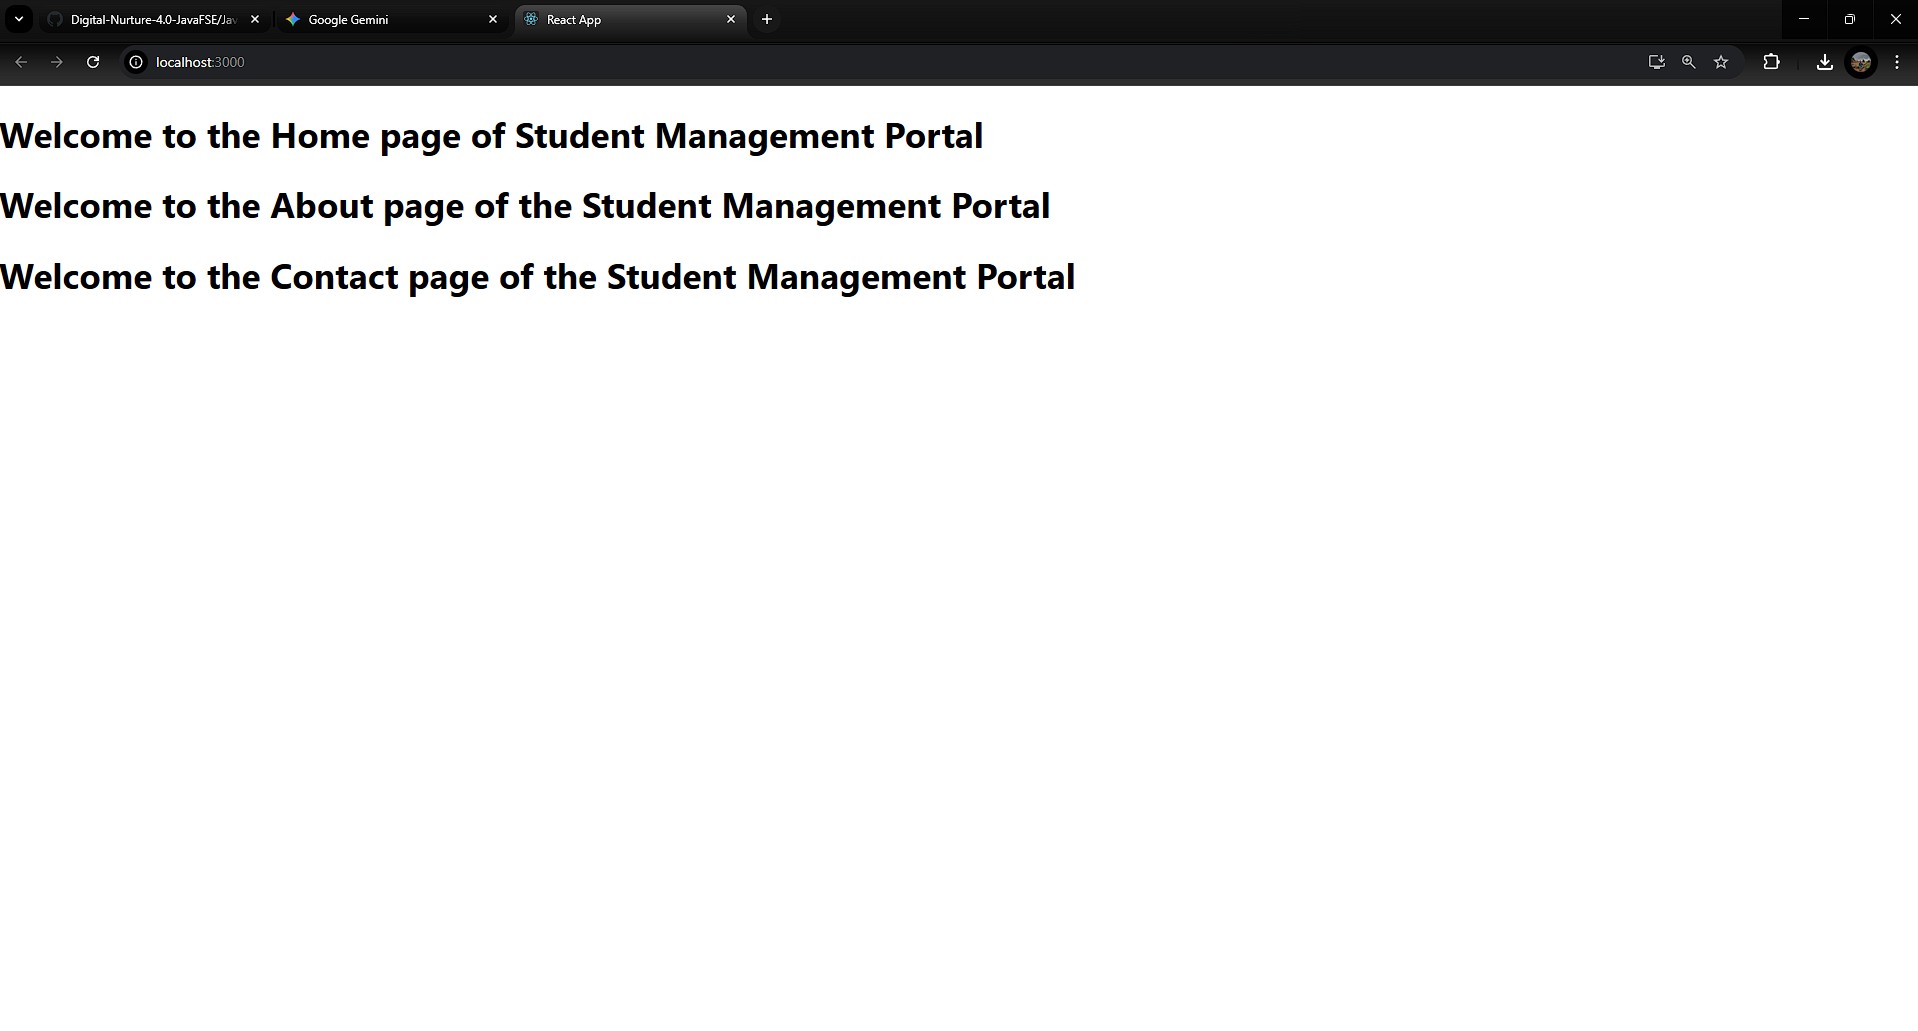 Digital-Nurture-4.0-JavaFSE/Jav
Google Gemini
React App
localhost:3000
Welcome to the Home page of Student Management Portal
Welcome to the About page of the Student Management Portal
Welcome to the Contact page of the Student Management Portal